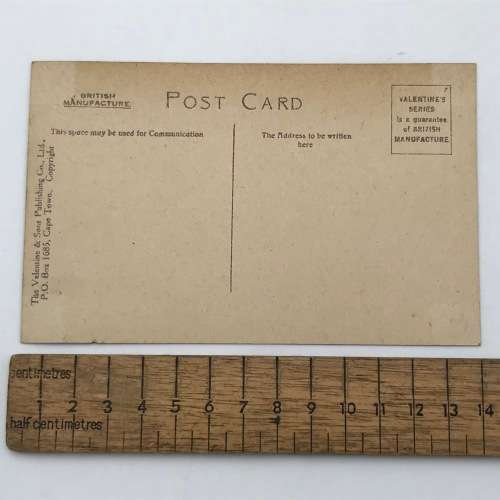 BRITISH
MANUFACTURE
POST CARD
VALENTINE'S
SERIES
is a guarantee
of BRITISH
MANUFACTURE
This space may be used for Communication
The Address to be written
here
The Valentine & Sons Publishing Co., Ltd.,
P.O. Box 1685, Cape Town. Copyright
centimetres
1 2 3 4 5 6 7 8 9 10 11 12 13 14
half centimetres